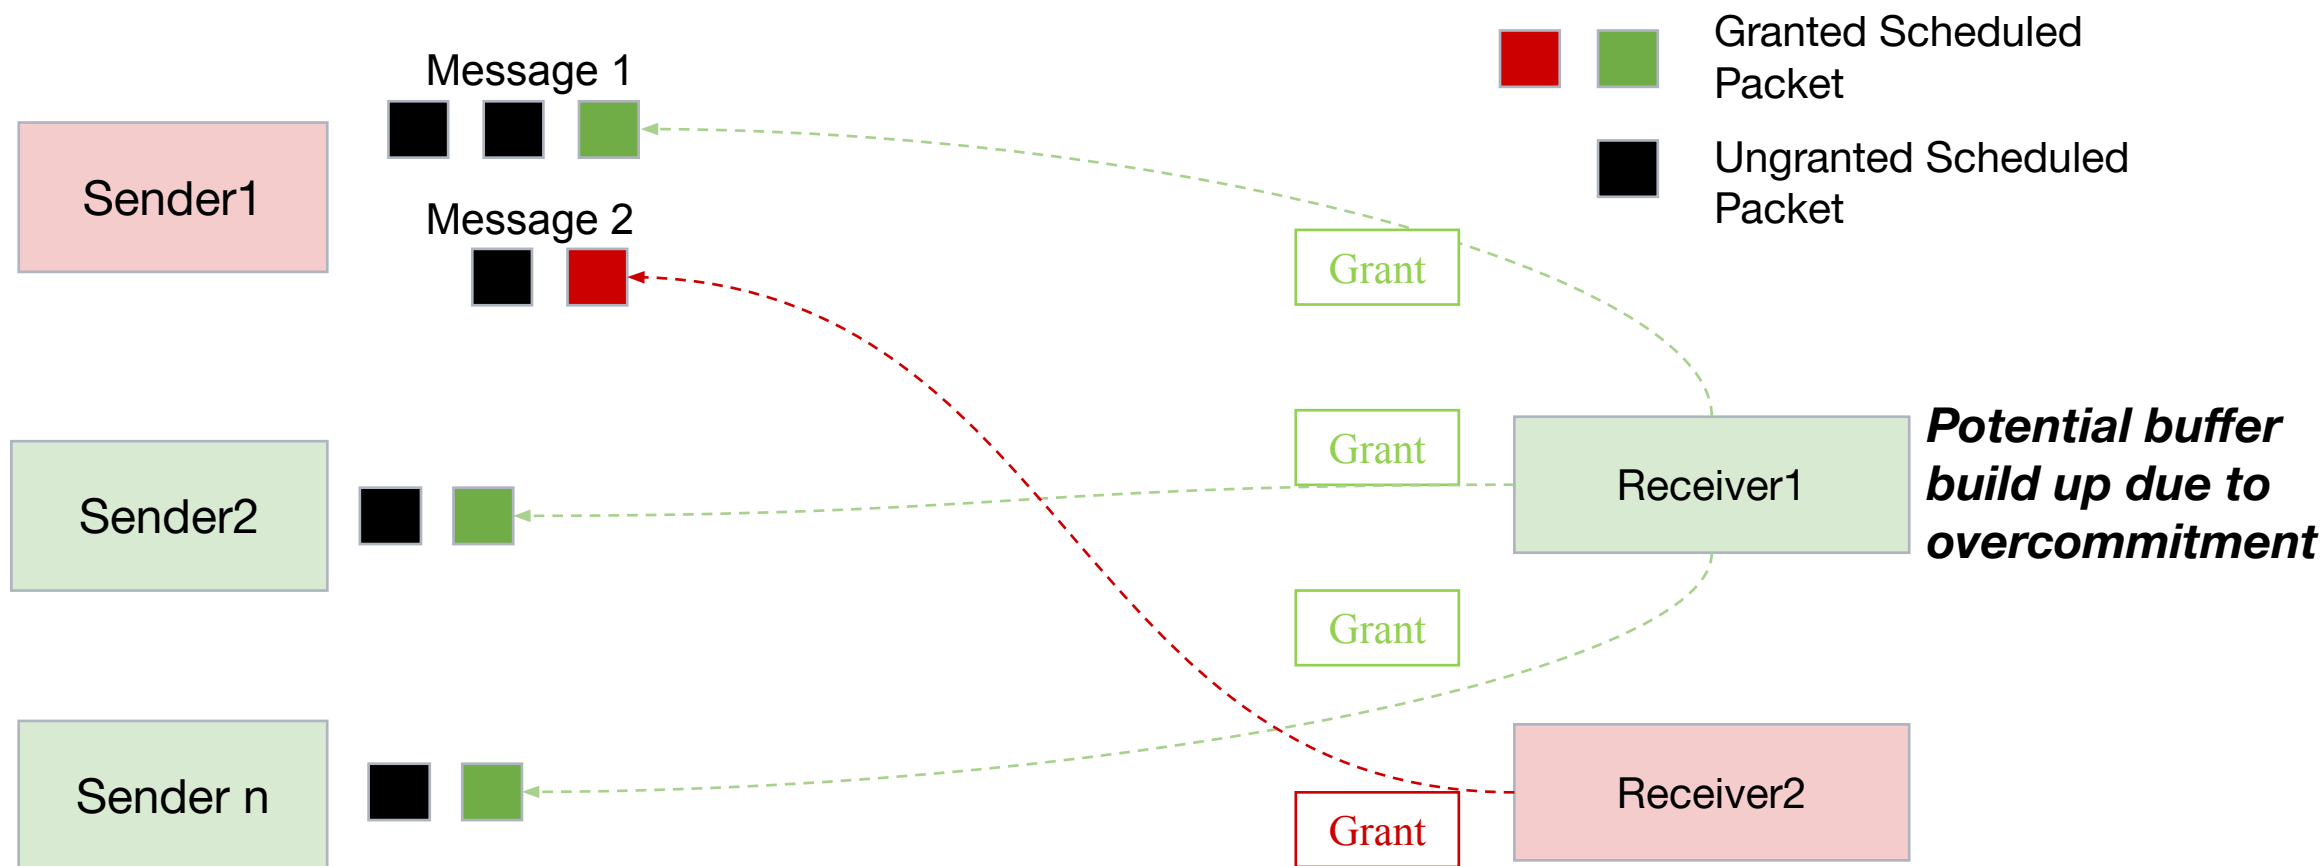 Message 1
Granted Scheduled
Packet
Sender1
Ungranted Scheduled
Packet
Message 2
Grant
Grant
Sender2
Receiver1
Potential buffer
build up due to
overcommitment
Grant
Sender n
Receiver2
Grant